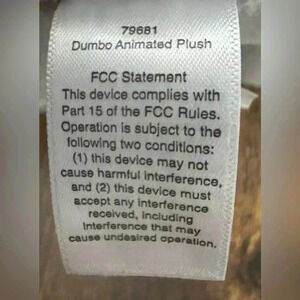 79681
Dumbo Animated Plush
FCC Statement
This device complies with
Part 15 of the FCC Rules.
Operation is subject to the
following two conditions:
(1) this device may not
cause harmful interference,
and (2) this device must
accept any interference
received, including
interference that may
cause undesired operation.